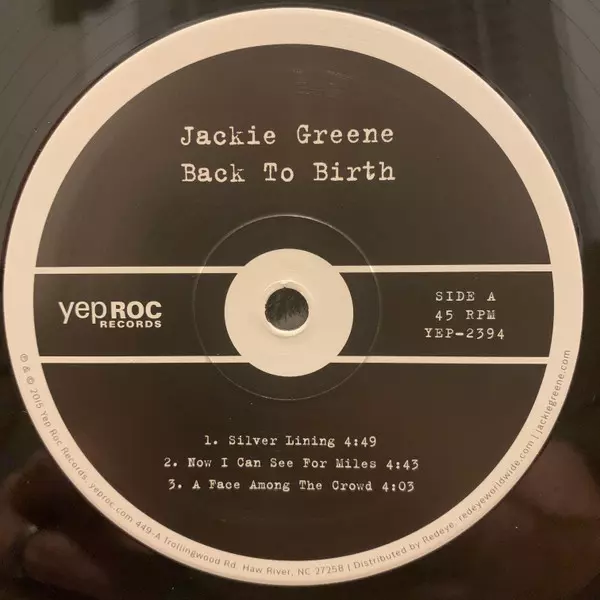 Jackie Greene
Back To Birth
yepROC
RECORDS
SIDE A
45 RPM
YEP-2394
1. Silver Lining 4:49
2. Now I Can See For Miles 4:43
3. A Face Among The Crowd 4:03
℗ & © 2015 Yep Roc Records. yeproc.com 449-A Trollingwood Rd. Haw River, NC 27258 | Distributed by Redeye. redeyeworldwide.com | jackiegreene.com